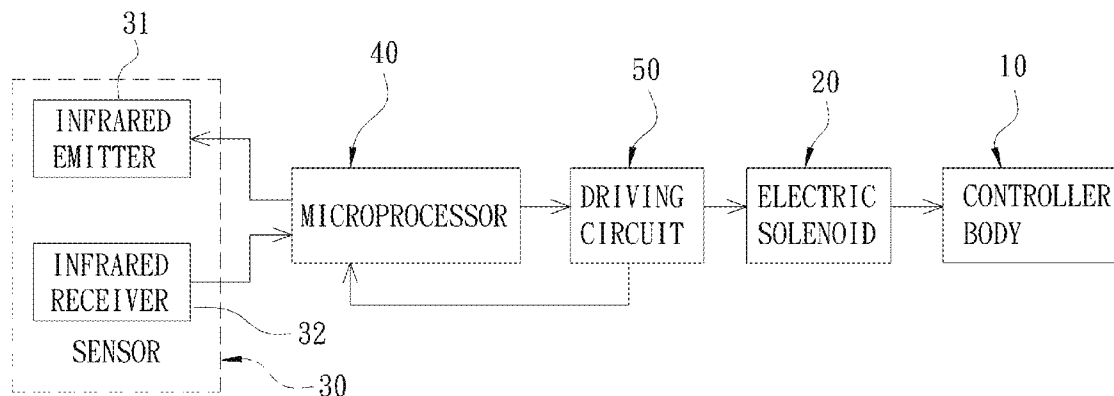 31
40
50
20
10
INFRARED
EMITTER
MICROPROCESSOR
DRIVING
CIRCUIT
ELECTRIC
SOLENOID
CONTROLLER
BODY
INFRARED
RECEIVER
32
SENSOR
30